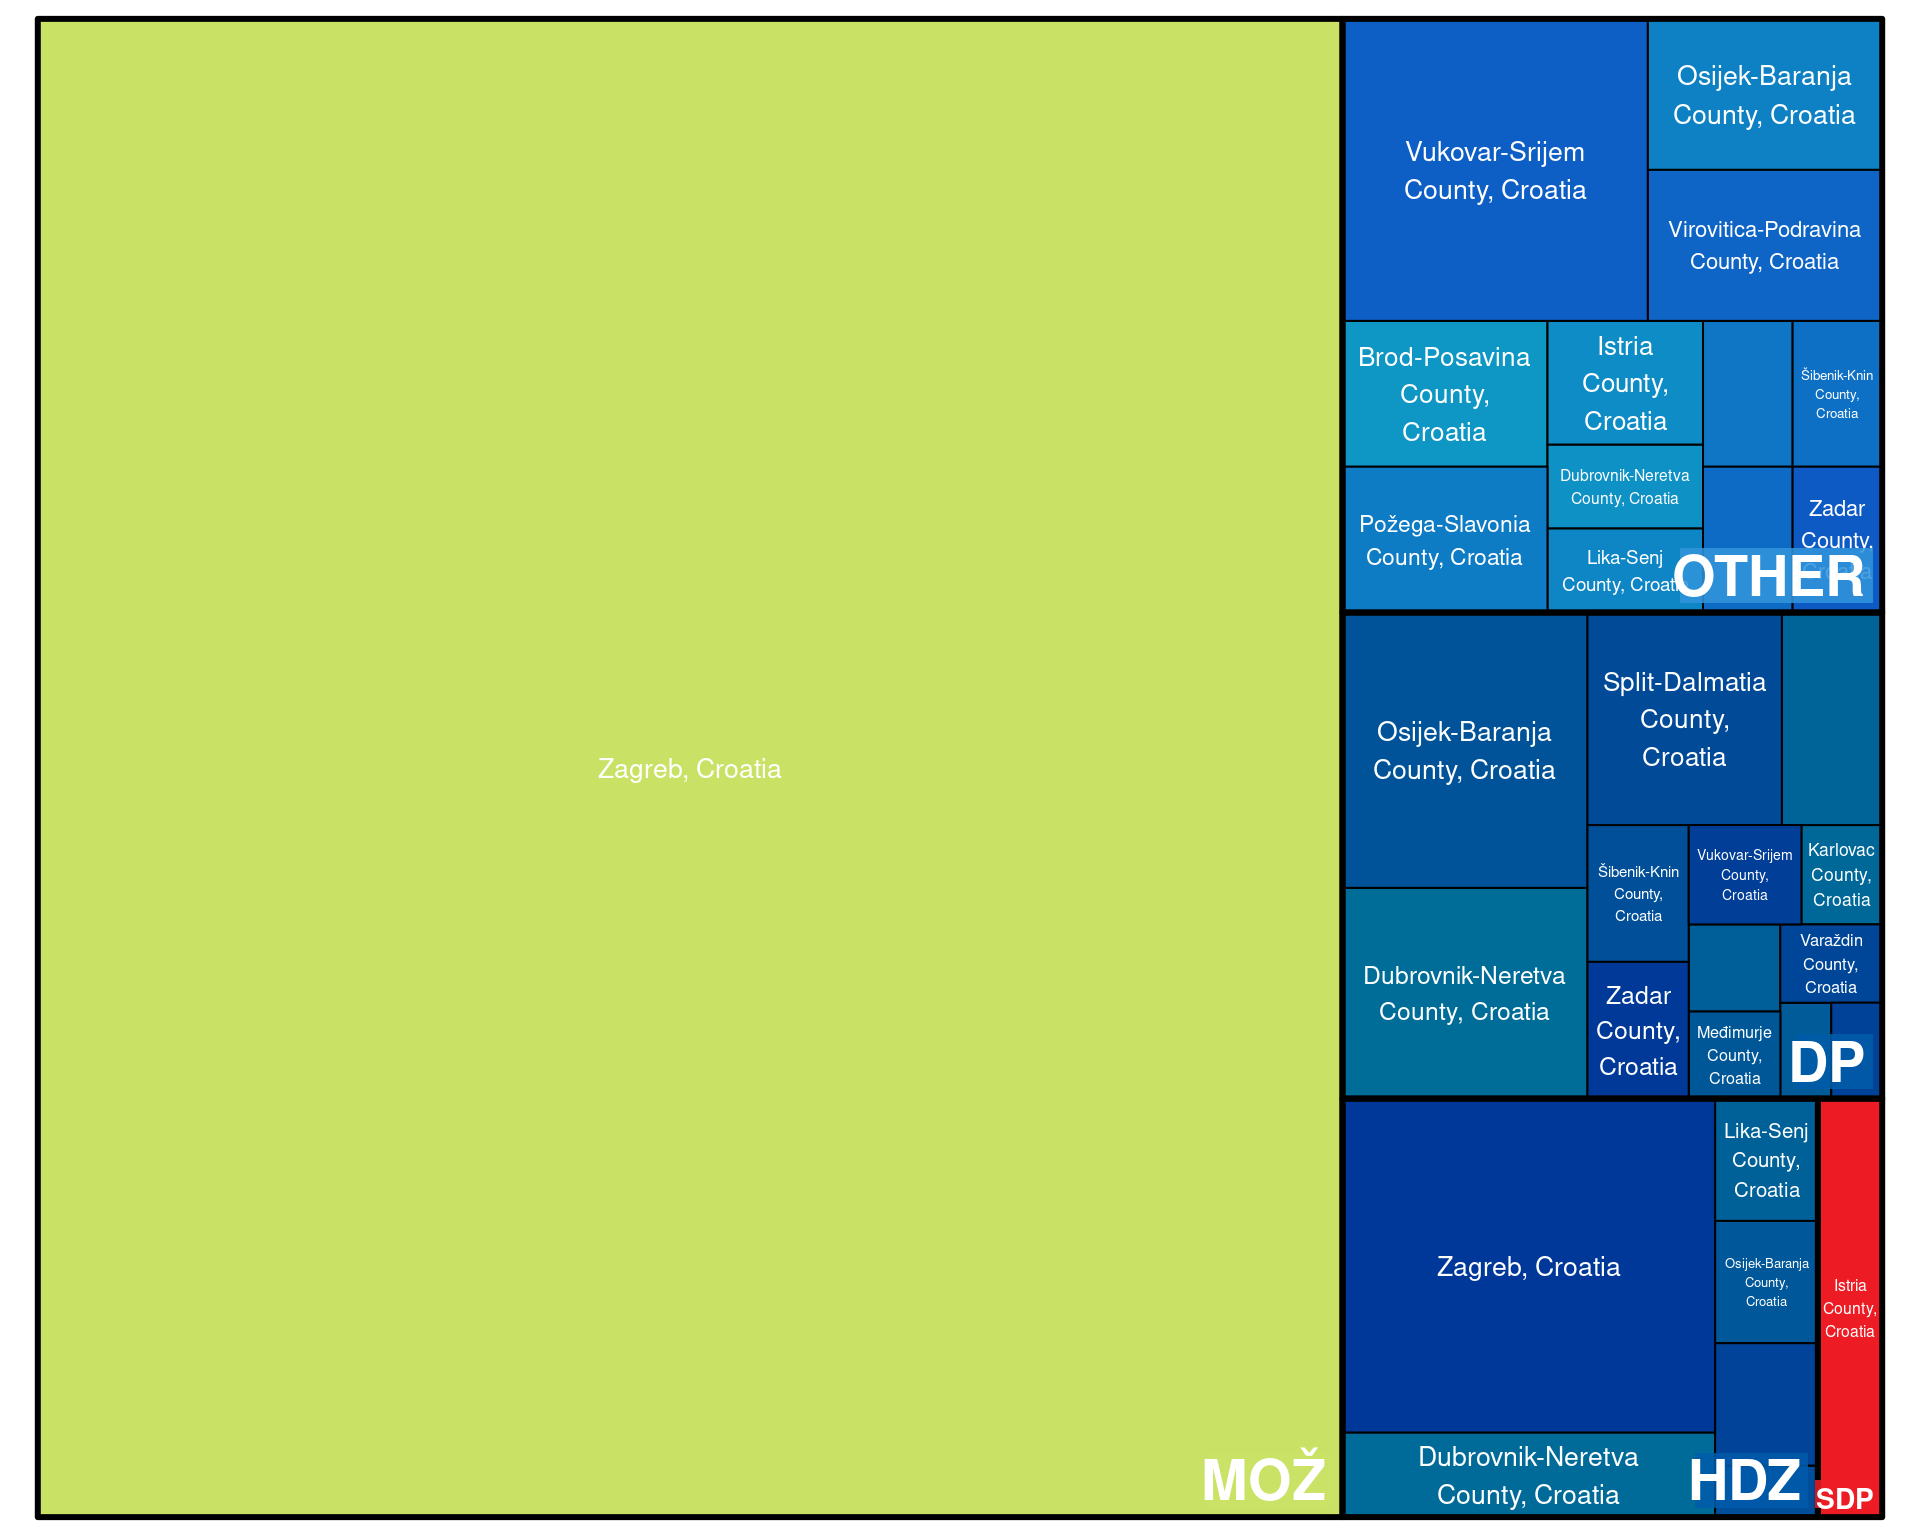 Zagreb, Croatia
MOŽ
Vukovar-Srijem
County, Croatia
Osijek-Baranja
County, Croatia
Virovitica-Podravina
County, Croatia
Brod-Posavina
County,
Croatia
Istria
County,
Croatia
Šibenik-Knin
County,
Croatia
Dubrovnik-Neretva
County, Croatia
Požega-Slavonia
County, Croatia
Lika-Senj
County, Croatia
Zadar
County,
Croatia
OTHER
Osijek-Baranja
County, Croatia
Split-Dalmatia
County,
Croatia
Šibenik-Knin
County,
Croatia
Vukovar-Srijem
County,
Croatia
Karlovac
County,
Croatia
Dubrovnik-Neretva
County, Croatia
Zadar
County,
Croatia
Varaždin
County,
Croatia
Međimurje
County,
Croatia
DP
Zagreb, Croatia
Lika-Senj
County,
Croatia
Osijek-Baranja
County,
Croatia
Dubrovnik-Neretva
County, Croatia
HDZ
Istria
County,
Croatia
SDP